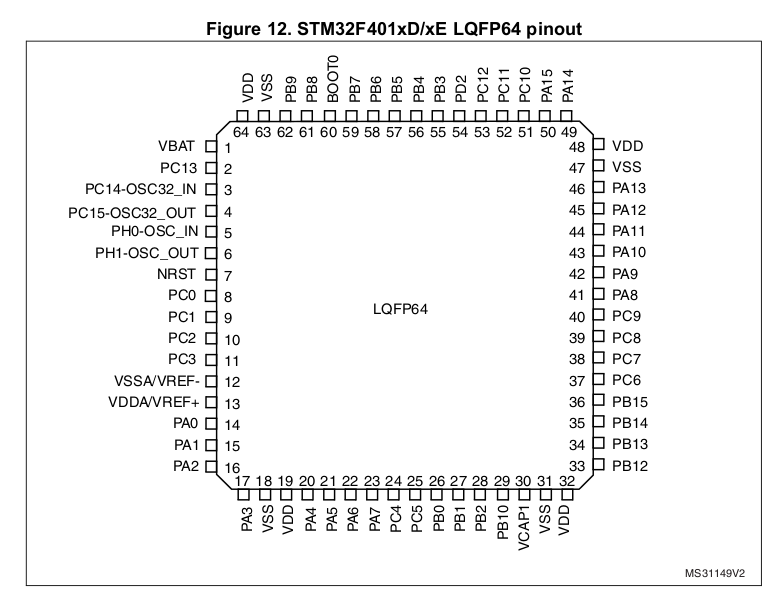 Figure 12. STM32F401xD/xE LQFP64 pinout
VDD VSS PB9 PB8 BOOT0 PB7 PB6 PB5 PB4 PB3 PD2 PC12 PC11 PC10 PA15 PA14
64 63 62 61 60 59 58 57 56 55 54 53 52 51 50 49
VBAT 1 48 VDD
PC13 2 47 VSS
PC14-OSC32_IN 3 46 PA13
PC15-OSC32_OUT 4 45 PA12
PH0-OSC_IN 5 44 PA11
PH1-OSC_OUT 6 43 PA10
NRST 7 42 PA9
PC0 8 41 PA8
LQFP64
PC1 9 40 PC9
PC2 10 39 PC8
PC3 11 38 PC7
VSSA/VREF- 12 37 PC6
VDDA/VREF+ 13 36 PB15
PA0 14 35 PB14
PA1 15 34 PB13
PA2 16 33 PB12
17 18 19 20 21 22 23 24 25 26 27 28 29 30 31 32
PA3 VSS VDD PA4 PA5 PA6 PA7 PC4 PC5 PB0 PB1 PB2 PB10 VCAP1 VSS VDD
MS31149V2